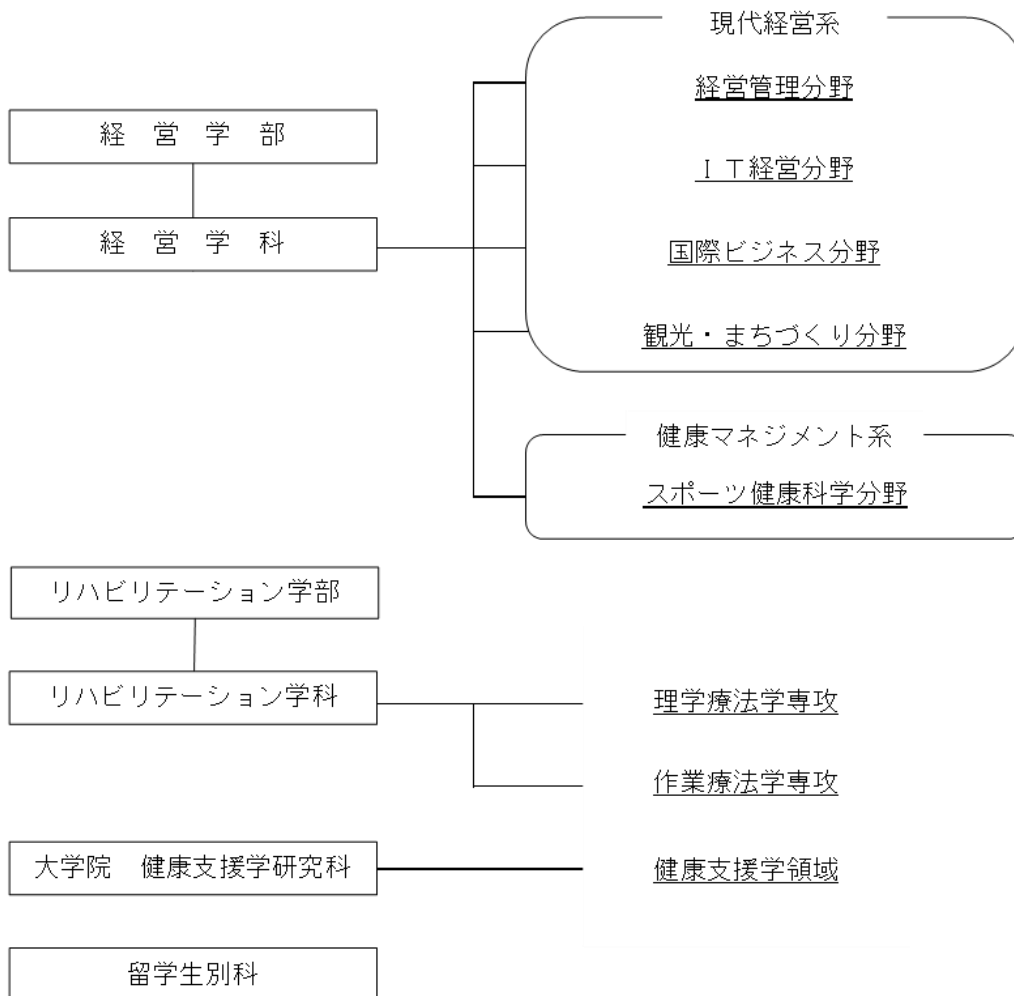 現代経営系
経営管理分野
経　営　学　部
ＩＴ経営分野
経　営　学　科
国際ビジネス分野
観光・まちづくり分野
健康マネジメント系
スポーツ健康科学分野
リハビリテーション学部
リハビリテーション学科
理学療法学専攻
作業療法学専攻
大学院　健康支援学研究科
健康支援学領域
留学生別科